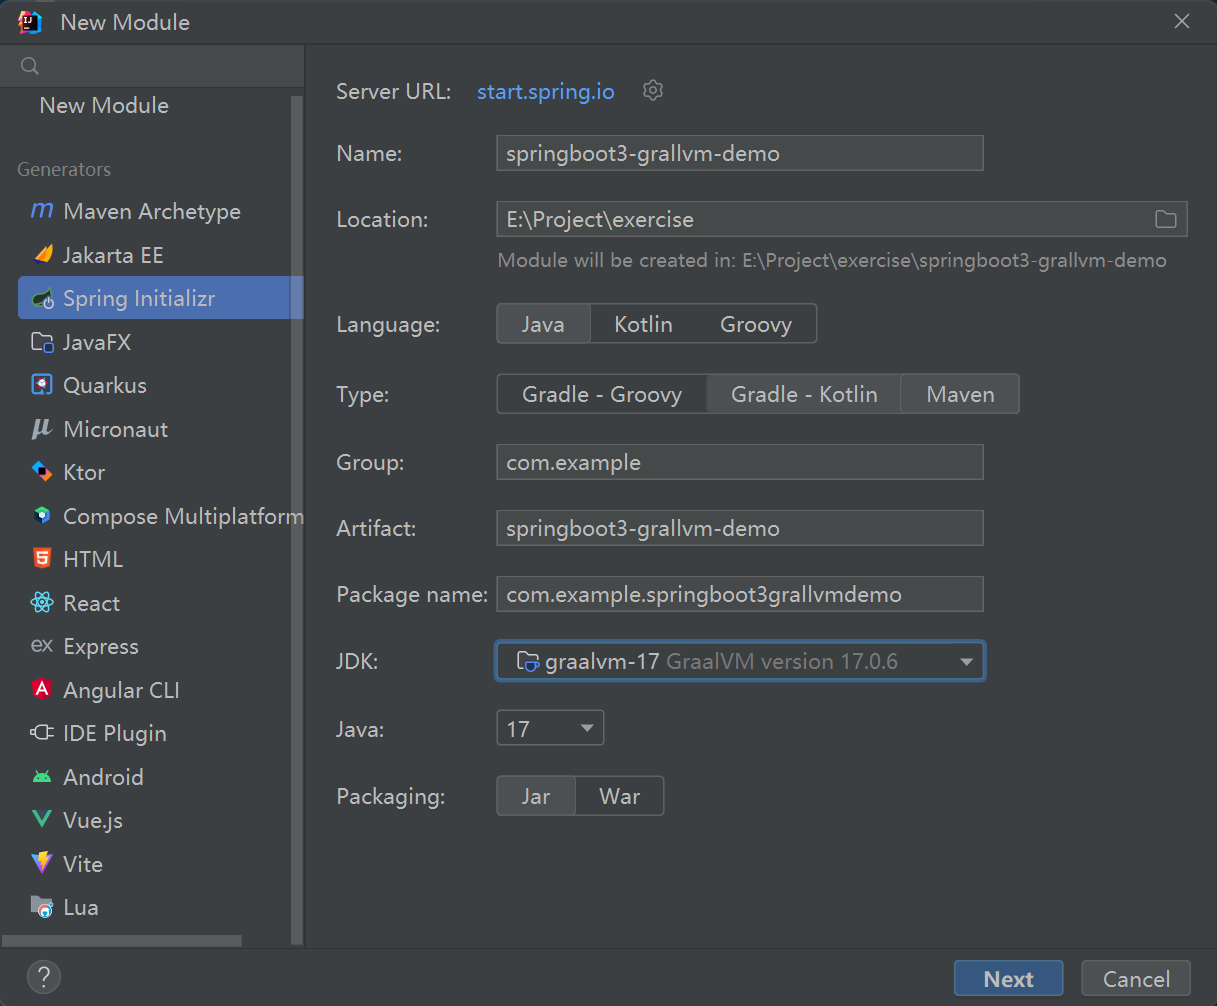 New Module
New Module
Generators
Maven Archetype
Jakarta EE
Spring Initializr
JavaFX
Quarkus
Micronaut
Ktor
Compose Multiplatform
HTML
React
Express
Angular CLI
IDE Plugin
Android
Vue.js
Vite
Lua
Server URL: start.spring.io
Name: springboot3-grallvm-demo
Location: E:\Project\exercise
Module will be created in: E:\Project\exercise\springboot3-grallvm-demo
Language: Java Kotlin Groovy
Type: Gradle - Groovy Gradle - Kotlin Maven
Group: com.example
Artifact: springboot3-grallvm-demo
Package name: com.example.springboot3grallvmdemo
JDK: graalvm-17 GraalVM version 17.0.6
Java: 17
Packaging: Jar War
? Next Cancel